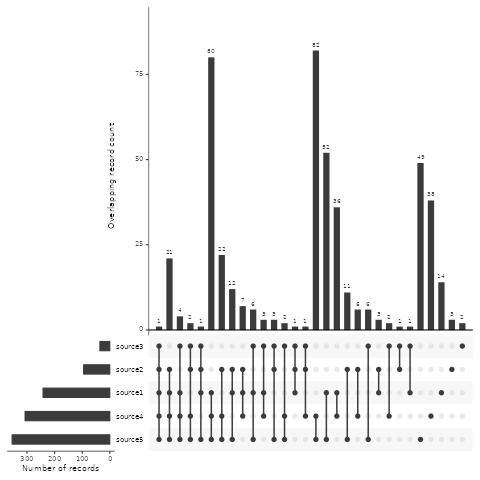 Overlapping record count
75
50
25
0
1 21 4 2 1 80 22 12 7 6 3 3 2 1 1 82 52 36 11 6 6 3 2 1 1 49 38 14 3 2
source3
source2
source1
source4
source5
300 200 100 0
Number of records